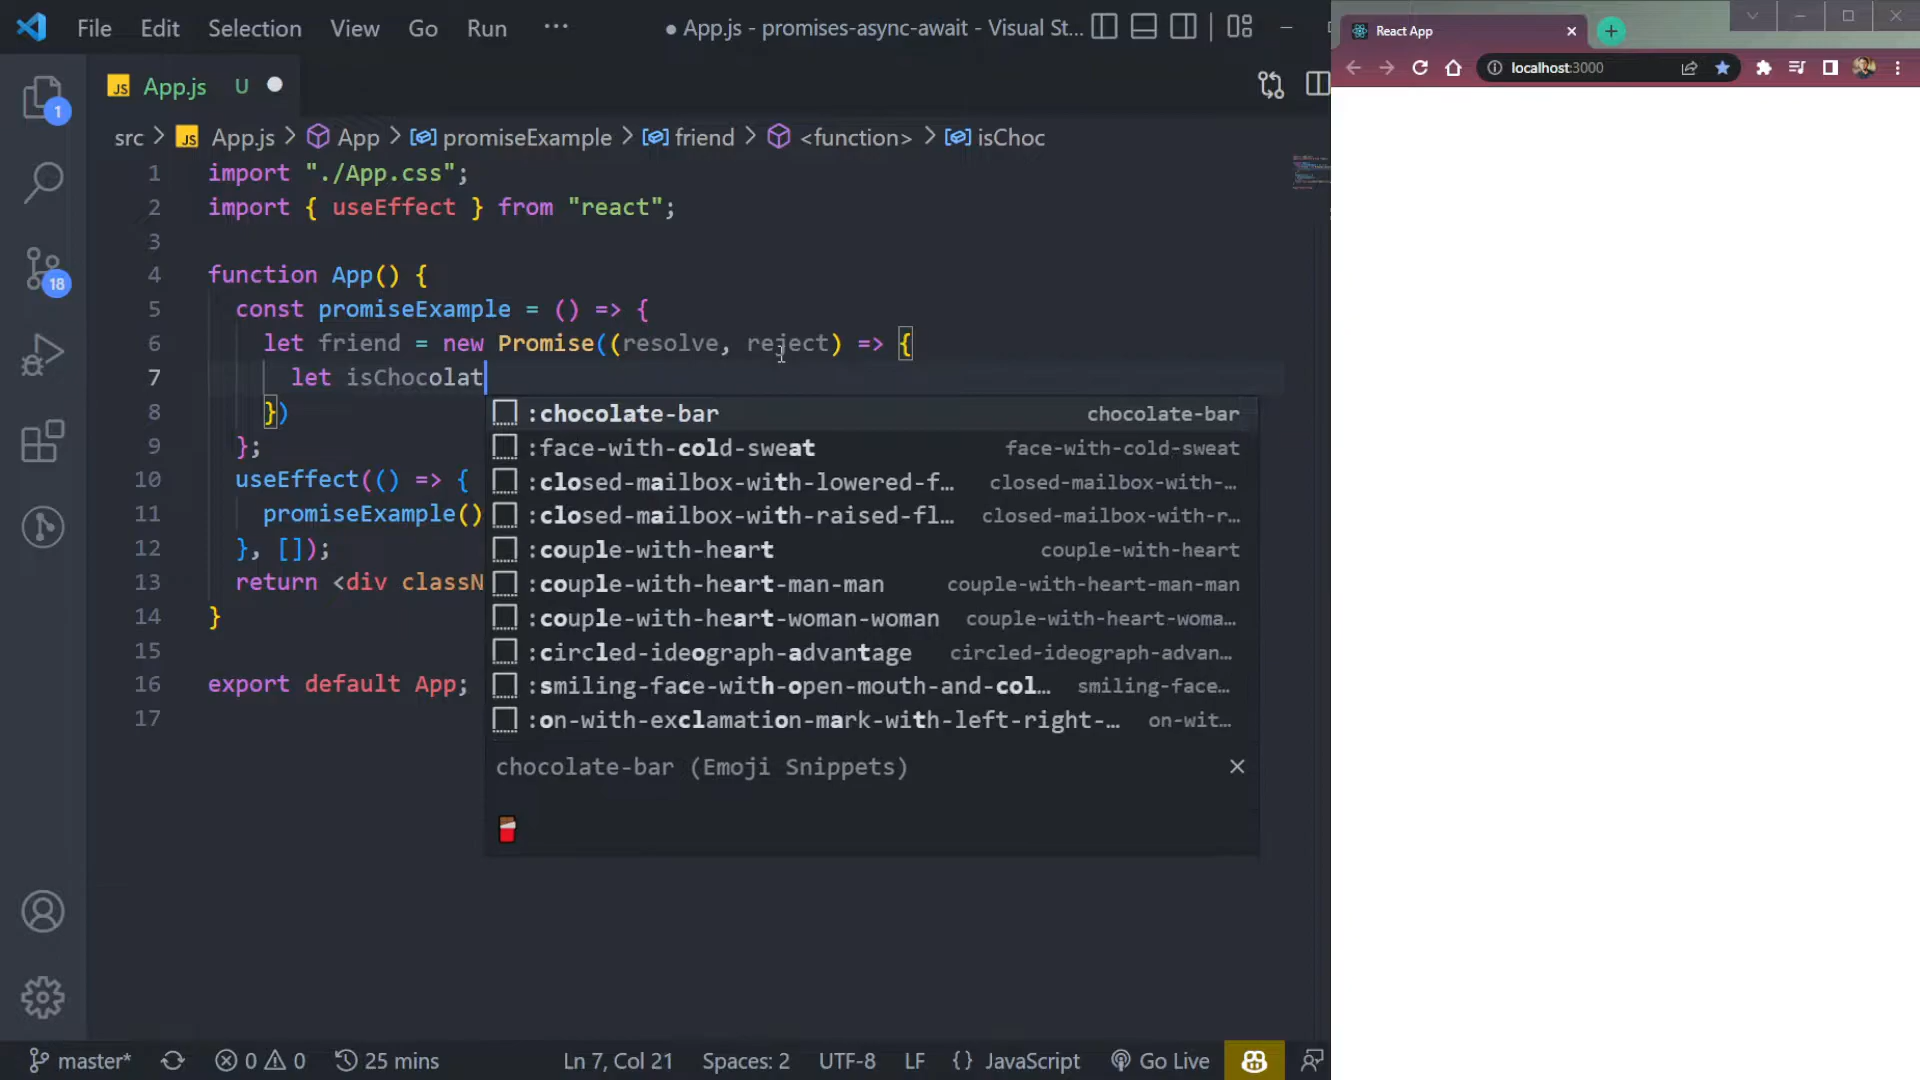 File Edit Selection View Go Run ··· ● App.js - promises-async-await - Visual St...
React App
localhost:3000
1
18
JS App.js U
src > JS App.js > App > promiseExample > friend > <function> > isChoc
1 import "./App.css";
2 import { useEffect } from "react";
3
4 function App() {
5 const promiseExample = () => {
6 let friend = new Promise((resolve, reject) => {
7 let isChocolat
8 })
9 };
10 useEffect(() => {
11 promiseExample()
12 }, []);
13 return <div classN
14 }
15
16 export default App;
17
:chocolate-bar chocolate-bar
:face-with-cold-sweat face-with-cold-sweat
:closed-mailbox-with-lowered-f… closed-mailbox-with-…
:closed-mailbox-with-raised-fl… closed-mailbox-with-r…
:couple-with-heart couple-with-heart
:couple-with-heart-man-man couple-with-heart-man-man
:couple-with-heart-woman-woman couple-with-heart-woma…
:circled-ideograph-advantage circled-ideograph-advan…
:smiling-face-with-open-mouth-and-col… smiling-face…
:on-with-exclamation-mark-with-left-right-… on-wit…
chocolate-bar (Emoji Snippets)
master* 0 0 25 mins Ln 7, Col 21 Spaces: 2 UTF-8 LF {} JavaScript Go Live